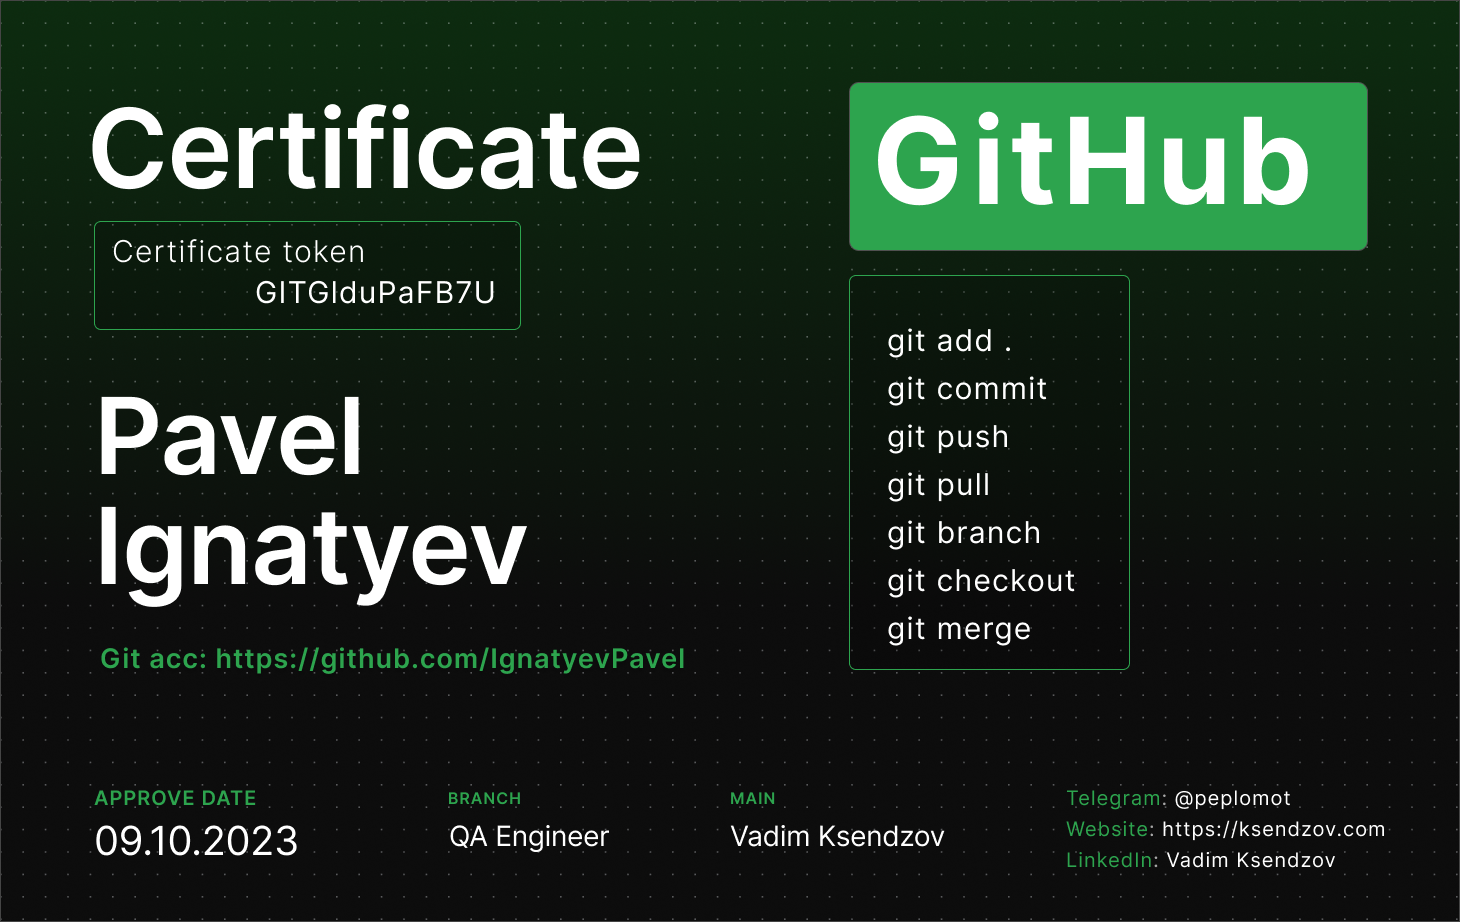 Certificate
Certificate token
GITGIduPaFB7U
Pavel
Ignatyev
Git acc: https://github.com/IgnatyevPavel
GitHub
git add .
git commit
git push
git pull
git branch
git checkout
git merge
APPROVE DATE
09.10.2023
BRANCH
QA Engineer
MAIN
Vadim Ksendzov
Telegram: @peplomot
Website: https://ksendzov.com
LinkedIn: Vadim Ksendzov